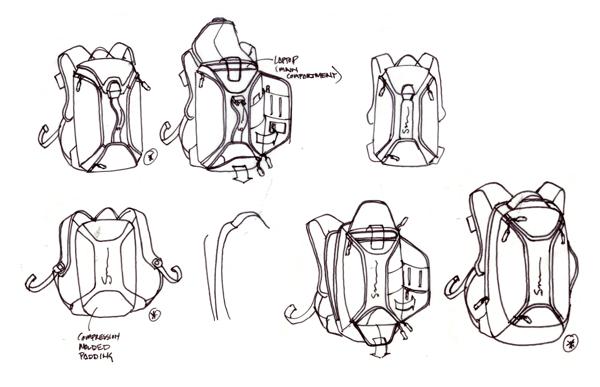 LAPTOP
(MAIN
COMPARTMENT)
COMPRESSION
MOLDED
PADDING